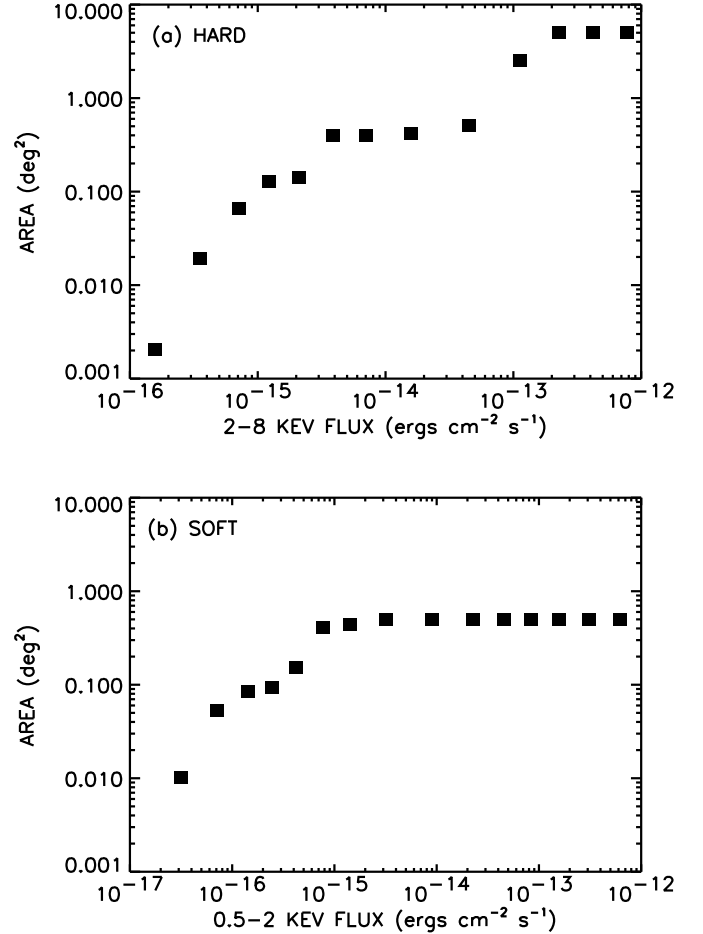 10.000
(a) HARD
1.000
AREA (deg²)
0.100
0.010
0.001
10⁻¹⁶ 10⁻¹⁵ 10⁻¹⁴ 10⁻¹³ 10⁻¹²
2−8 KEV FLUX (ergs cm⁻² s⁻¹)
10.000
(b) SOFT
1.000
AREA (deg²)
0.100
0.010
0.001
10⁻¹⁷ 10⁻¹⁶ 10⁻¹⁵ 10⁻¹⁴ 10⁻¹³ 10⁻¹²
0.5−2 KEV FLUX (ergs cm⁻² s⁻¹)